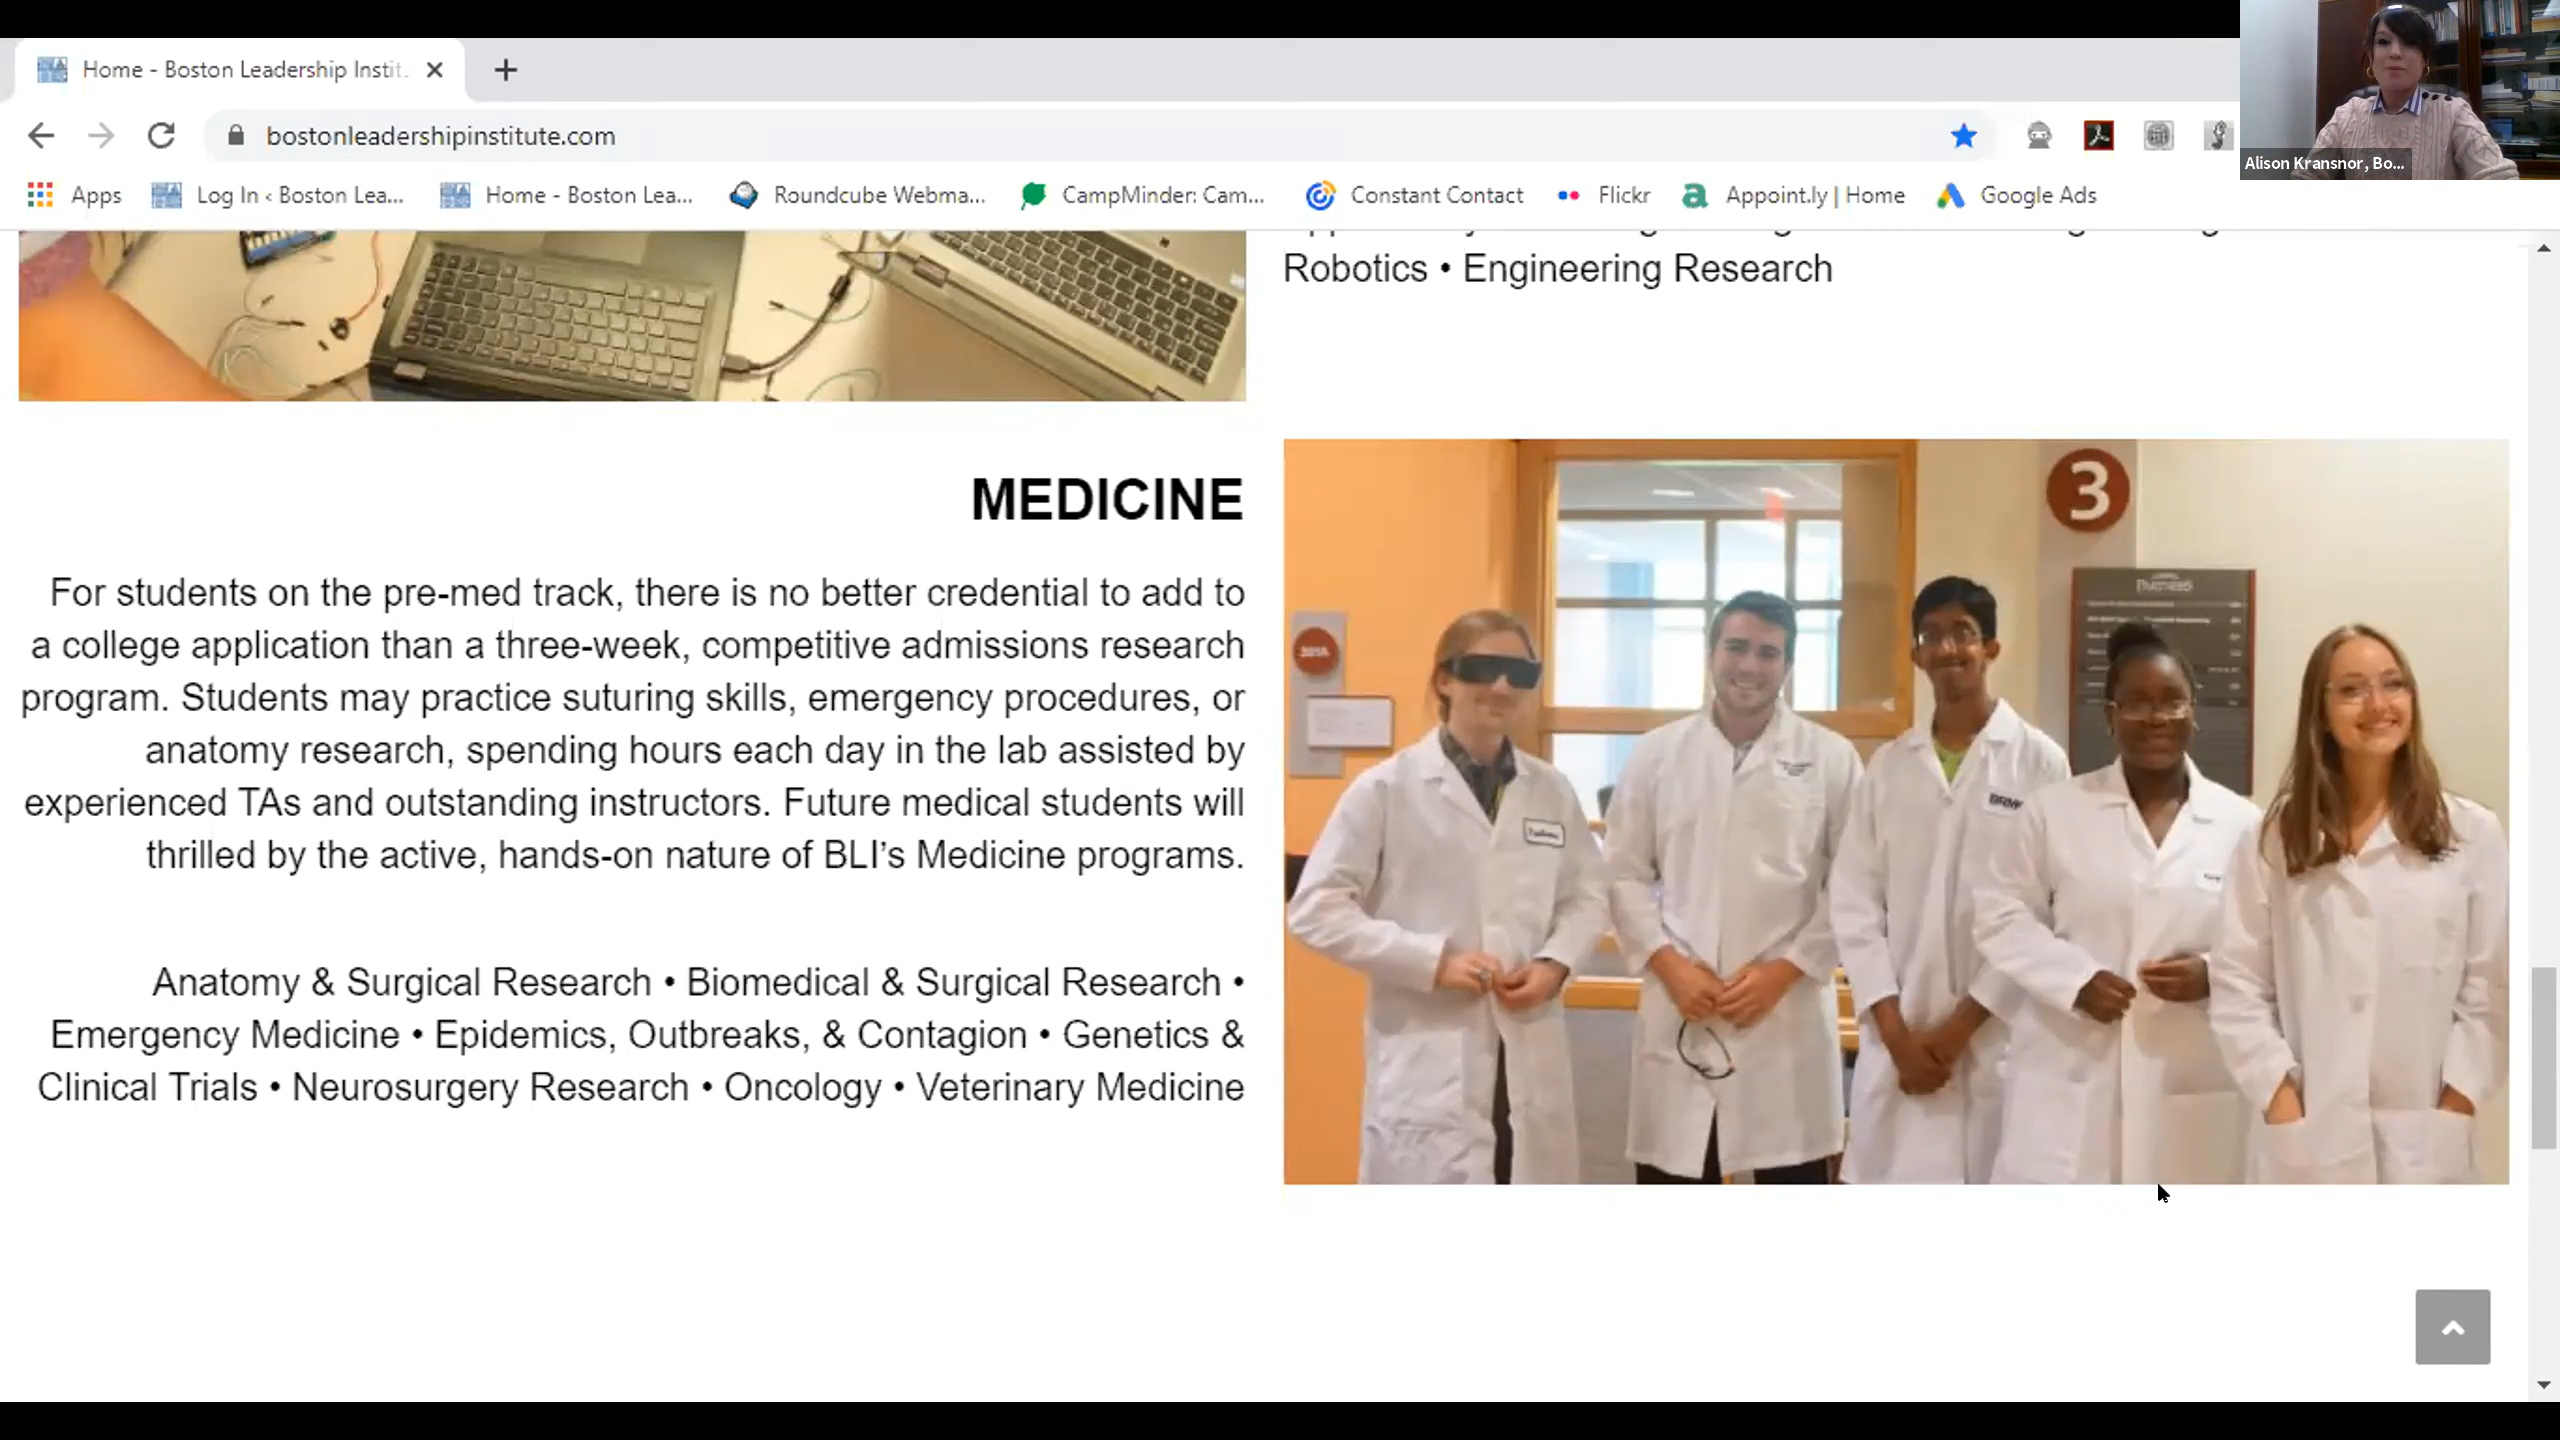 Home - Boston Leadership Instit.
bostonleadershipinstitute.com
Alison Kransnor, Bo...
Apps
Log In ‹ Boston Lea...
Home - Boston Lea...
Roundcube Webma...
CampMinder: Cam...
Constant Contact
Flickr
Appoint.ly | Home
Google Ads
Robotics • Engineering Research
MEDICINE
For students on the pre-med track, there is no better credential to add to
a college application than a three-week, competitive admissions research
program. Students may practice suturing skills, emergency procedures, or
anatomy research, spending hours each day in the lab assisted by
experienced TAs and outstanding instructors. Future medical students will
thrilled by the active, hands-on nature of BLI’s Medicine programs.
Anatomy & Surgical Research • Biomedical & Surgical Research •
Emergency Medicine • Epidemics, Outbreaks, & Contagion • Genetics &
Clinical Trials • Neurosurgery Research • Oncology • Veterinary Medicine
3